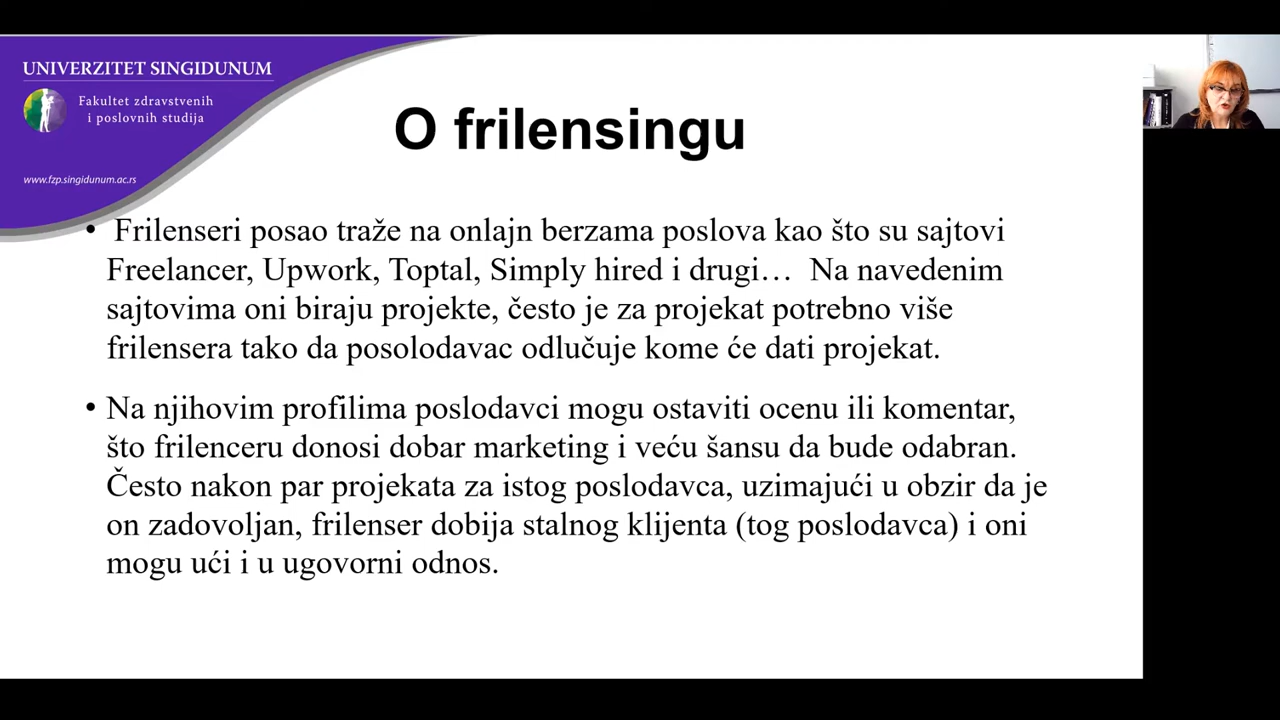 UNIVERZITET SINGIDUNUM
Fakultet zdravstvenih
i poslovnih studija
www.fzp.singidunum.ac.rs
O frilensingu
• Frilenseri posao traže na onlajn berzama poslova kao što su sajtovi
Freelancer, Upwork, Toptal, Simply hired i drugi… Na navedenim
sajtovima oni biraju projekte, često je za projekat potrebno više
frilensera tako da posolodavac odlučuje kome će dati projekat.
• Na njihovim profilima poslodavci mogu ostaviti ocenu ili komentar,
što frilenceru donosi dobar marketing i veću šansu da bude odabran.
Često nakon par projekata za istog poslodavca, uzimajući u obzir da je
on zadovoljan, frilenser dobija stalnog klijenta (tog poslodavca) i oni
mogu ući i u ugovorni odnos.